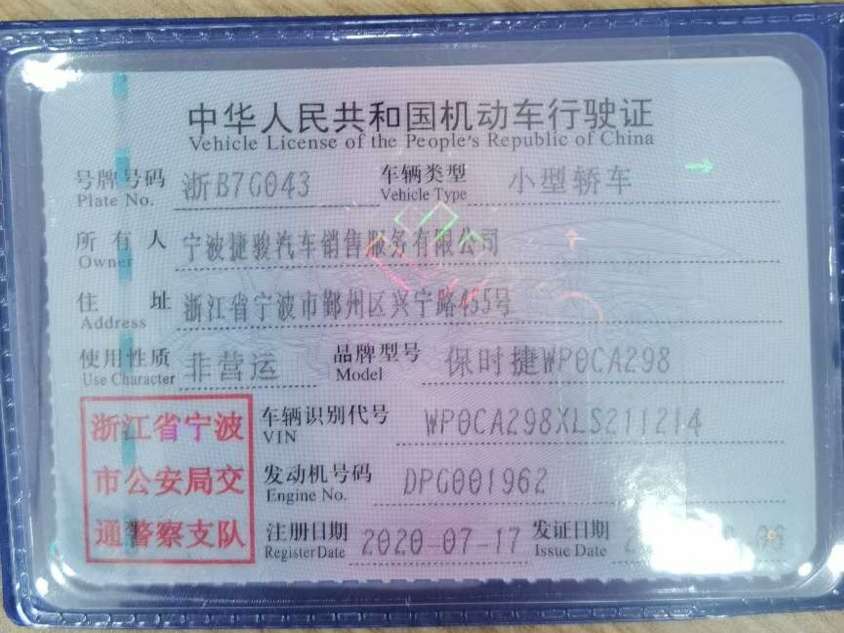 中华人民共和国机动车行驶证
Vehicle License of the People's Republic of China
号牌号码 浙B7G043 车辆类型 小型轿车
Plate No. Vehicle Type
所有人 宁波捷骏汽车销售服务有限公司
Owner
住址 浙江省宁波市鄞州区兴宁路455号
Address
使用性质 非营运 品牌型号 保时捷WP0CA298
Use Character Model
浙江省宁波 车辆识别代号 WP0CA298XLS211214
VIN
市公安局交 发动机号码 DPG001962
Engine No.
通警察支队 注册日期 2020-07-17 发证日期
Register Date Issue Date